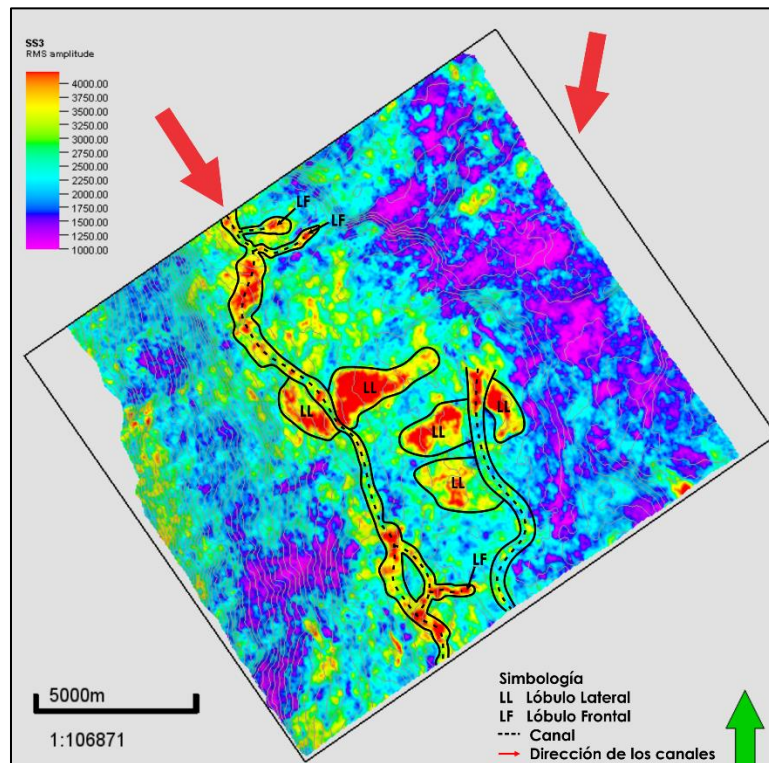 SS3
RMS amplitude
4000.00
3750.00
3500.00
3250.00
3000.00
2750.00
2500.00
2250.00
2000.00
1750.00
1500.00
1250.00
1000.00
LF
LF
LL
LL
LL
LL
LL
LF
5000m
1:106871
Simbología
LL Lóbulo Lateral
LF Lóbulo Frontal
Canal
Dirección de los canales